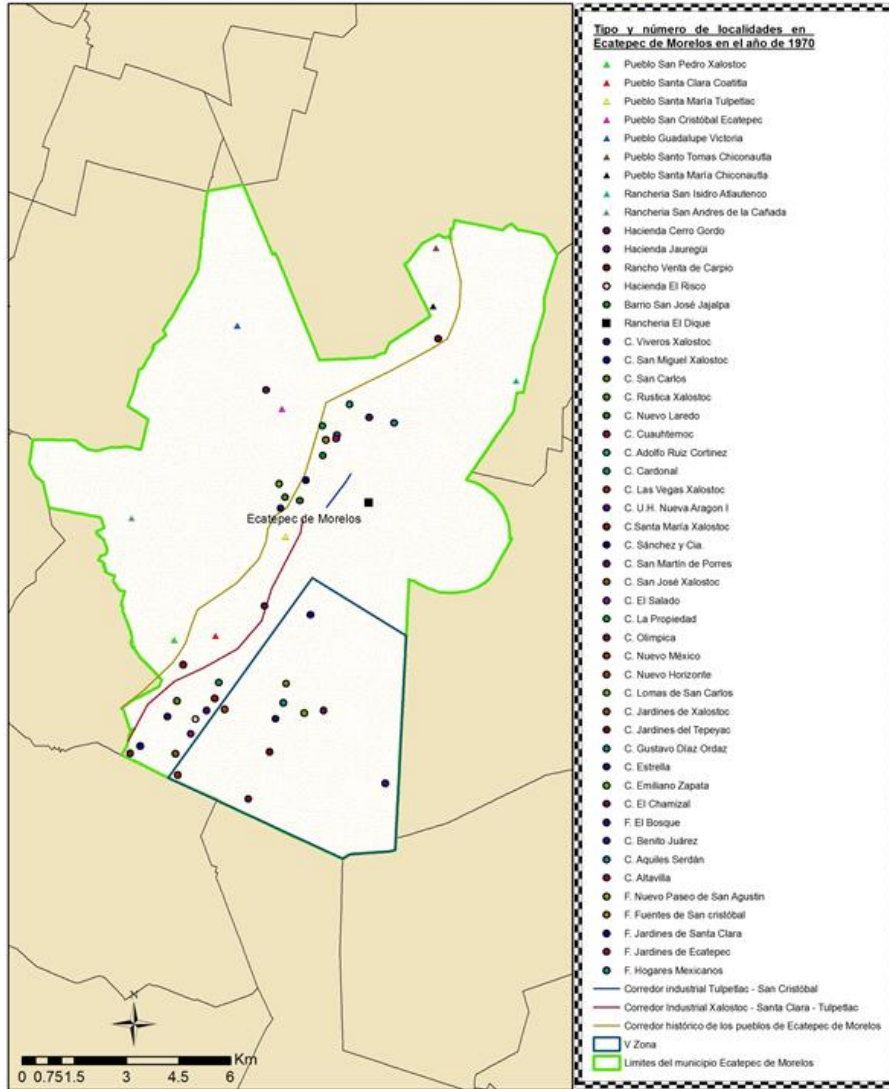 Tipo y número de localidades en
Ecatepec de Morelos en el año de 1970
Pueblo San Pedro Xalostoc
Pueblo Santa Clara Coatitla
Pueblo Santa María Tulpetlac
Pueblo San Cristóbal Ecatepec
Pueblo Guadalupe Victoria
Pueblo Santo Tomas Chiconautla
Pueblo Santa María Chiconautla
Rancheria San Isidro Atlautenco
Rancheria San Andres de la Cañada
Hacienda Cerro Gordo
Hacienda Jauregüi
Rancho Venta de Carpio
Hacienda El Risco
Barrio San José Jajalpa
Rancheria El Dique
C. Viveros Xalostoc
C. San Miguel Xalostoc
C. San Carlos
C. Rustica Xalostoc
C. Nuevo Laredo
C. Cuauhtemoc
C. Adolfo Ruiz Cortinez
C. Cardonal
C. Las Vegas Xalostoc
C. U.H. Nueva Aragon I
C.Santa María Xalostoc
C. Sánchez y Cia.
C. San Martín de Porres
C. San José Xalostoc
C. El Salado
C. La Propiedad
C. Olimpica
C. Nuevo México
C. Nuevo Horizonte
C. Lomas de San Carlos
C. Jardines de Xalostoc
C. Jardines del Tepeyac
C. Gustavo Díaz Ordaz
C. Estrella
C. Emiliano Zapata
C. El Chamizal
F. El Bosque
C. Benito Juárez
C. Aquiles Serdán
C. Altavilla
F. Nuevo Paseo de San Agustin
F. Fuentes de San cristóbal
F. Jardines de Santa Clara
F. Jardines de Ecatepec
F. Hogares Mexicanos
Corredor industrial Tulpetlac - San Cristóbal
Corredor Industrial Xalostoc - Santa Clara - Tulpetlac
Corredor histórico de los pueblos de Ecatepec de Morelos
V Zona
Limites del municipio Ecatepec de Morelos
Ecatepec de Morelos
N
Km
0 0.75 1.5 3 4.5 6